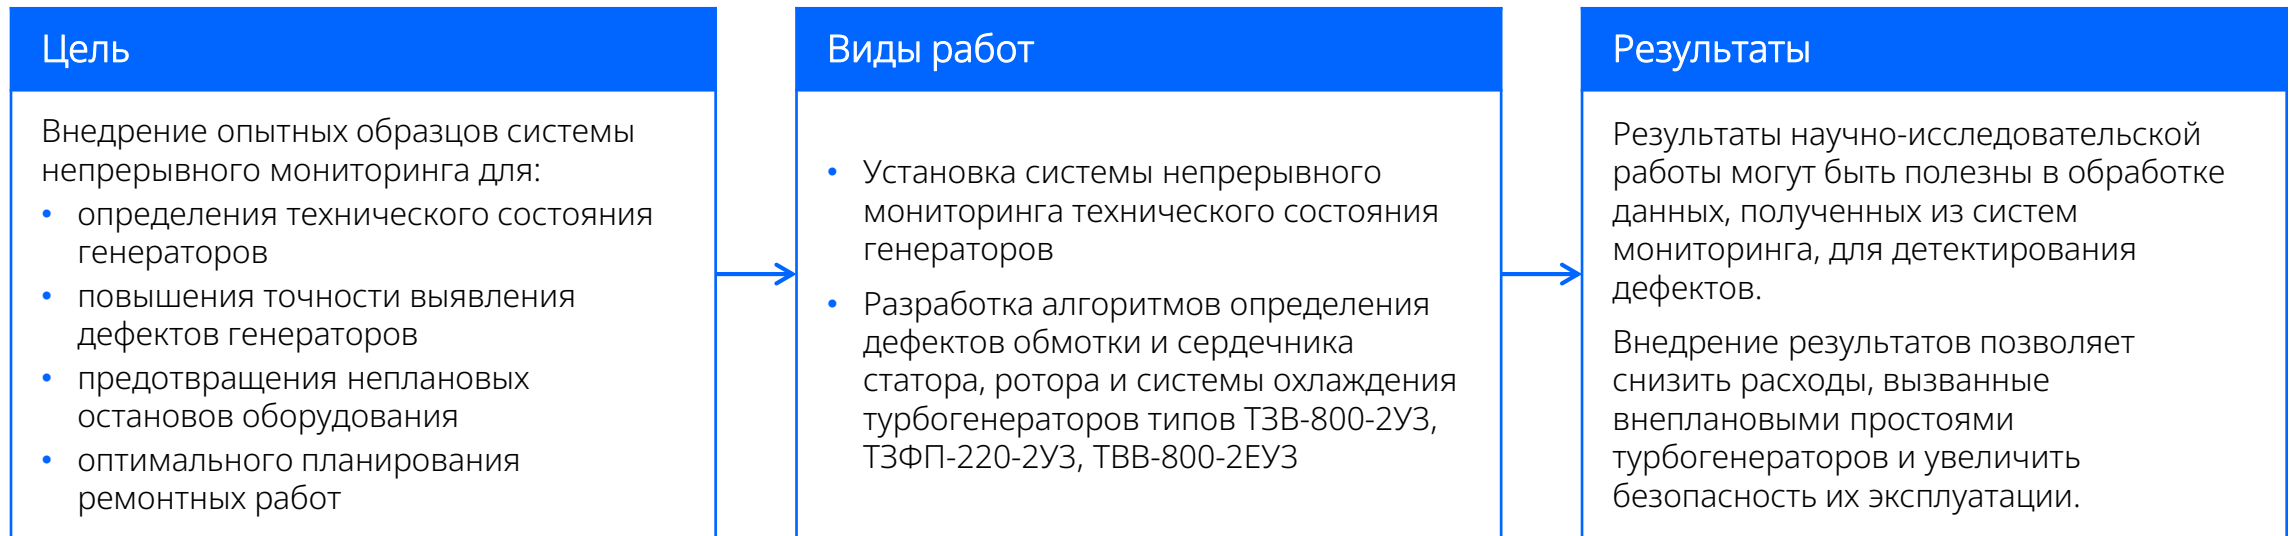 Цель
Внедрение опытных образцов системы
непрерывного мониторинга для:
• определения технического состояния
генераторов
• повышения точности выявления
дефектов генераторов
• предотвращения неплановых
остановов оборудования
• оптимального планирования
ремонтных работ
Виды работ
• Установка системы непрерывного
мониторинга технического состояния
генераторов
• Разработка алгоритмов определения
дефектов обмотки и сердечника
статора, ротора и системы охлаждения
турбогенераторов типов ТЗВ-800-2УЗ,
ТЗФП-220-2УЗ, ТВВ-800-2ЕУЗ
Результаты
Результаты научно-исследовательской
работы могут быть полезны в обработке
данных, полученных из систем
мониторинга, для детектирования
дефектов.
Внедрение результатов позволяет
снизить расходы, вызванные
внеплановыми простоями
турбогенераторов и увеличить
безопасность их эксплуатации.